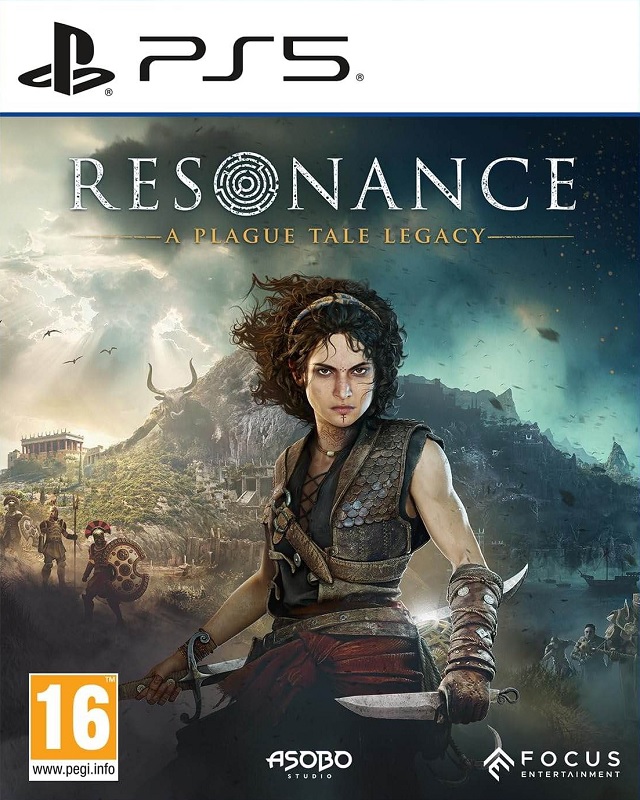 PS5
RESONANCE
A PLAGUE TALE LEGACY
16
www.pegi.info
ASOBO
STUDIO
FOCUS
ENTERTAINMENT